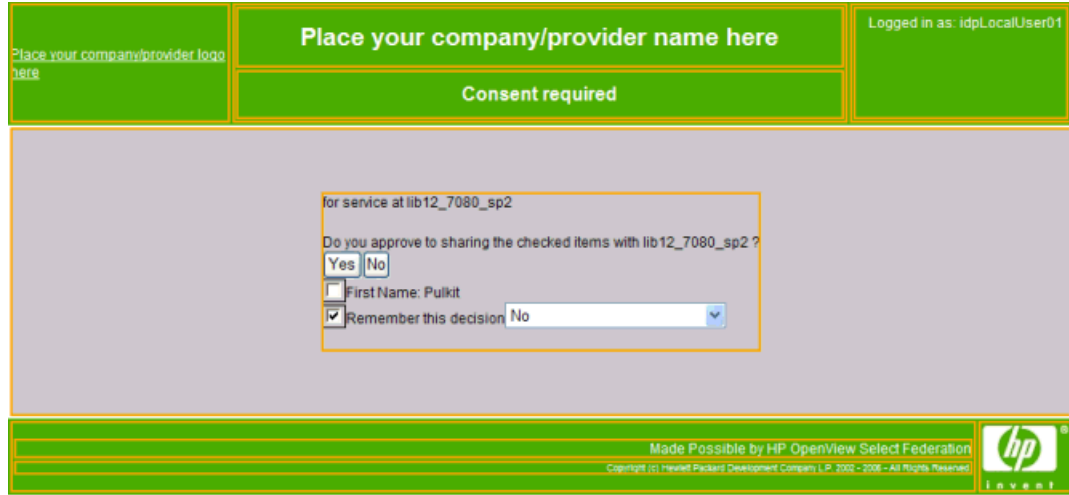 Place your company/provider logo
here
Place your company/provider name here
Consent required
Logged in as: idpLocalUser01
for service at lib12_7080_sp2
Do you approve to sharing the checked items with lib12_7080_sp2 ?
Yes No
First Name: Pulkit
Remember this decision No
Made Possible by HP OpenView Select Federation
Copyright (c) Hewlett Packard Development Company L.P. 2002 - 2006 - All Rights Reserved
hp
®
invent